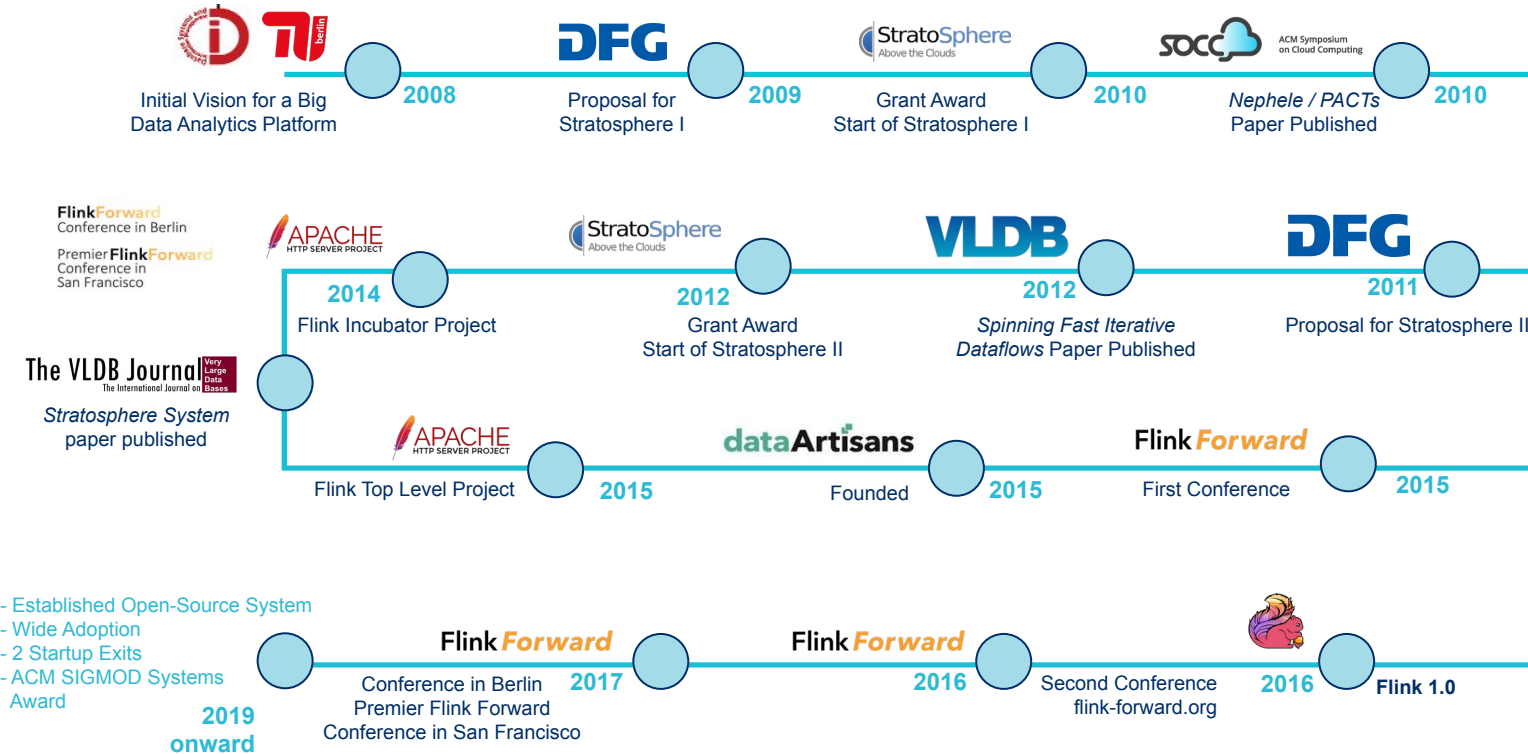 berlin
DFG
StratoSphere
Above the Clouds
SOCC
ACM Symposium
on Cloud Computing
2008
2009
2010
2010
Initial Vision for a Big
Data Analytics Platform
Proposal for
Stratosphere I
Grant Award
Start of Stratosphere I
Nephele / PACTs
Paper Published
FlinkForward
Conference in Berlin
Premier FlinkForward
Conference in
San Francisco
APACHE
HTTP SERVER PROJECT
StratoSphere
Above the Clouds
VLDB
DFG
2014
2012
2012
2011
Flink Incubator Project
Grant Award
Start of Stratosphere II
Spinning Fast Iterative
Dataflows Paper Published
Proposal for Stratosphere II
The VLDB Journal
The International Journal on
Very
Large
Data
Bases
Stratosphere System
paper published
APACHE
HTTP SERVER PROJECT
dataArtisans
Flink Forward
Flink Top Level Project
2015
Founded
2015
First Conference
2015
- Established Open-Source System
- Wide Adoption
- 2 Startup Exits
- ACM SIGMOD Systems
Award
2019
onward
Flink Forward
Conference in Berlin
Premier Flink Forward
Conference in San Francisco
2017
Flink Forward
2016
Second Conference
flink-forward.org
2016
Flink 1.0